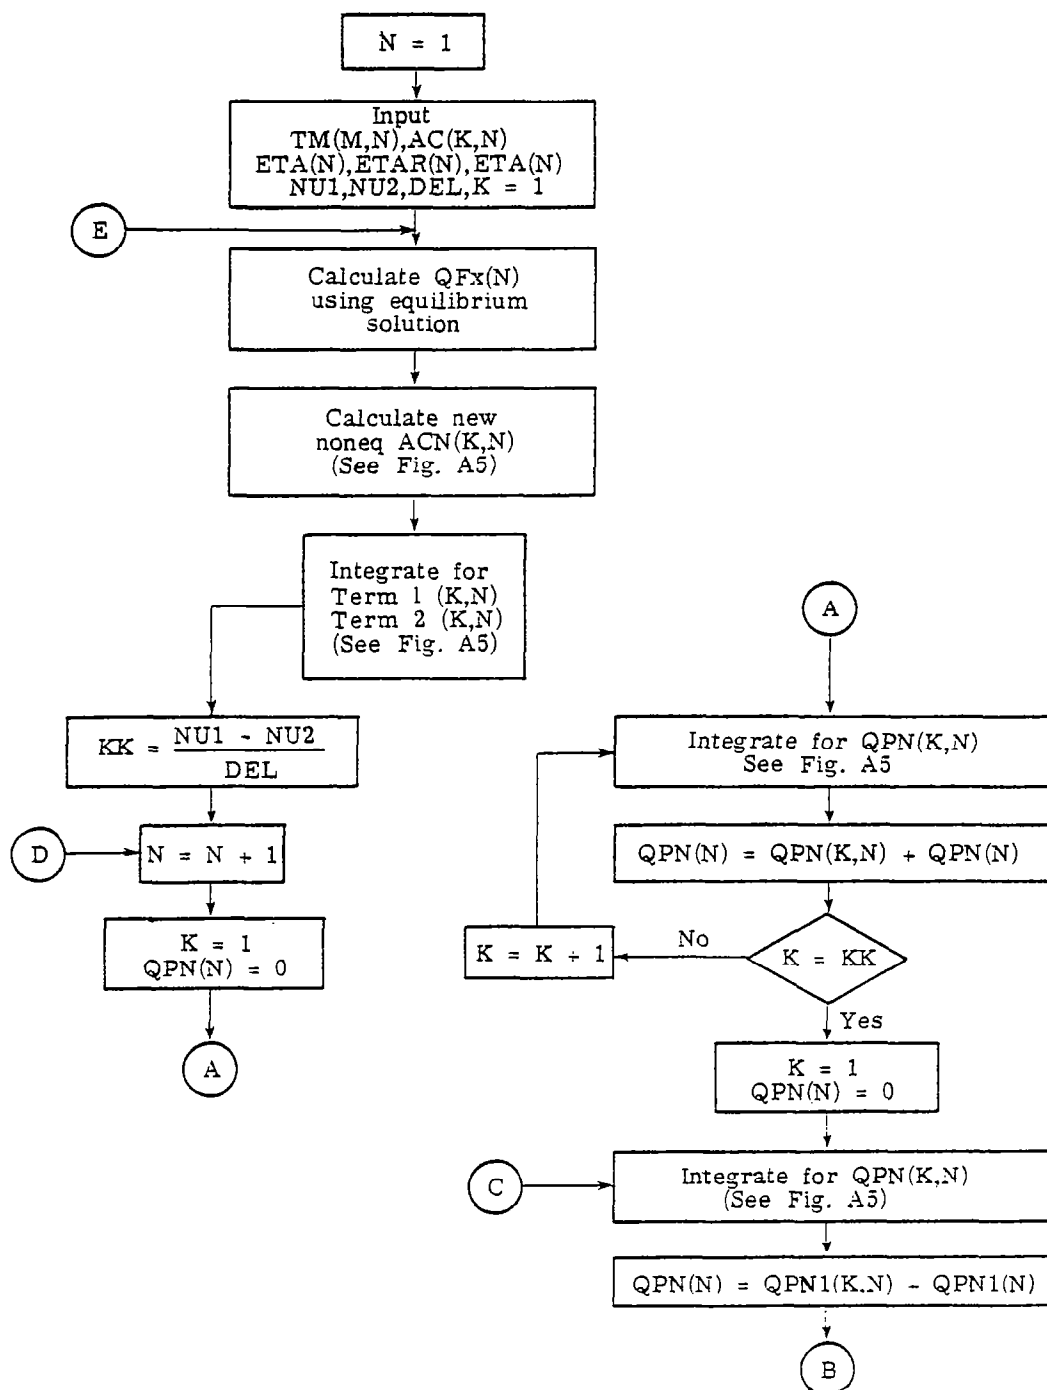 N = 1
Input
TM(M,N),AC(K,N)
ETA(N),ETAR(N),ETA(N)
NU1,NU2,DEL,K = 1
E
Calculate QFx(N)
using equilibrium
solution
Calculate new
noneq ACN(K,N)
(See Fig. A5)
Integrate for
Term 1 (K,N)
Term 2 (K,N)
(See Fig. A5)
KK = NU1 - NU2
DEL
D
N = N + 1
K = 1
QPN(N) = 0
A
A
Integrate for QPN(K,N)
See Fig. A5
QPN(N) = QPN(K,N) + QPN(N)
K = KK
No
K = K + 1
Yes
K = 1
QPN(N) = 0
C
Integrate for QPN(K,N)
(See Fig. A5)
QPN(N) = QPN1(K,N) - QPN1(N)
B